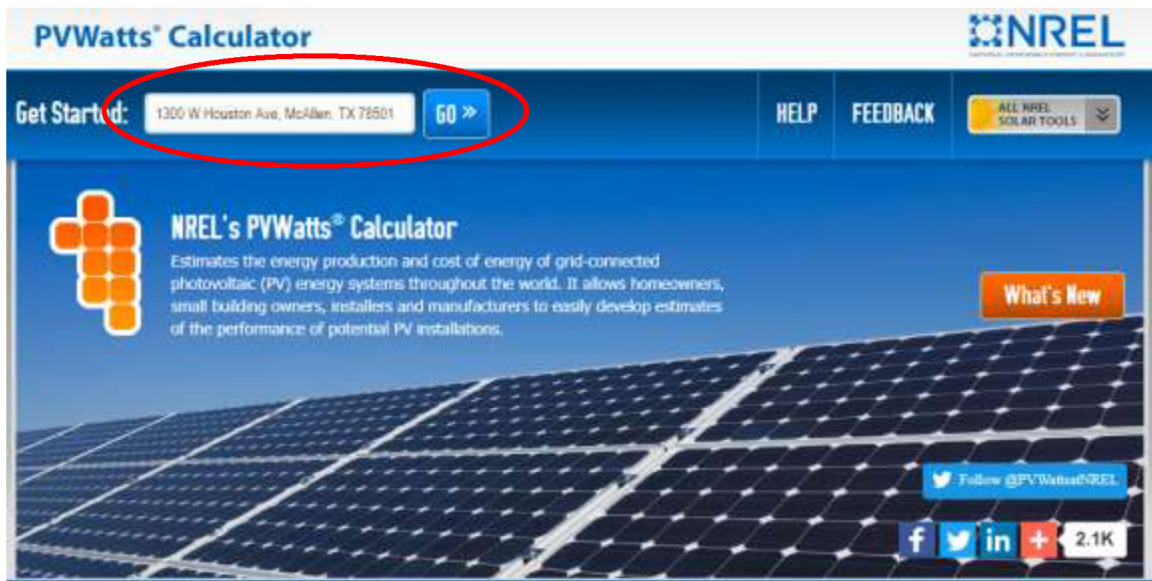 PVWatts® Calculator
NREL
Get Started:
1300 W Houston Ave, McAllen, TX 78501
GO »
HELP
FEEDBACK
ALL NREL
SOLAR TOOLS
NREL's PVWatts® Calculator
Estimates the energy production and cost of energy of grid-connected
photovoltaic (PV) energy systems throughout the world. It allows homeowners,
small building owners, installers and manufacturers to easily develop estimates
of the performance of potential PV installations.
What's New
Follow @PVWattsatNREL
f
in
+
2.1K